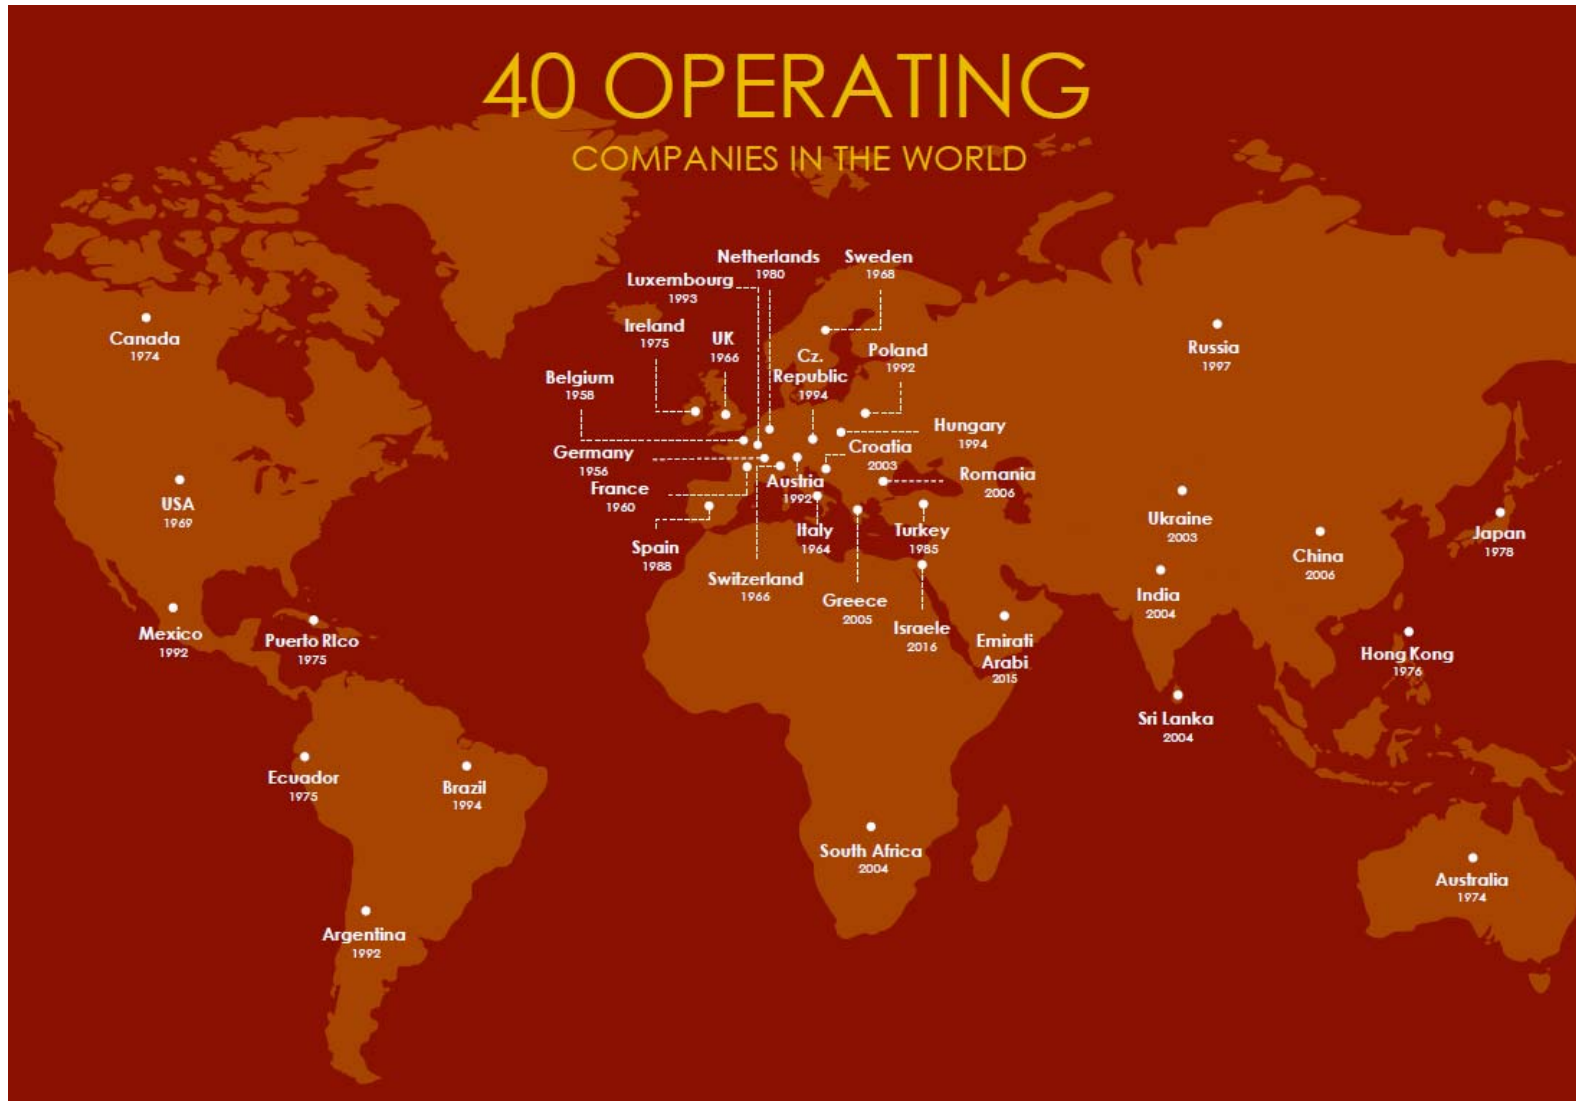 40 OPERATING
COMPANIES IN THE WORLD
Netherlands
1980
Sweden
1968
Luxembourg
1993
Ireland
1975
UK
1966
Cz.
Republic
1994
Poland
1992
Belgium
1958
Hungary
1994
Germany
1956
Croatia
2003
Romania
2006
France
1960
Austria
1992
Spain
1988
Italy
1964
Turkey
1985
Switzerland
1966
Greece
2005
Israele
2016
Emirati
Arabi
2015
Canada
1974
USA
1969
Mexico
1992
Puerto RIco
1975
Ecuador
1975
Brazil
1994
Argentina
1992
South Africa
2004
Russia
1997
Ukraine
2003
China
2006
Japan
1978
India
2004
Hong Kong
1976
Sri Lanka
2004
Australia
1974